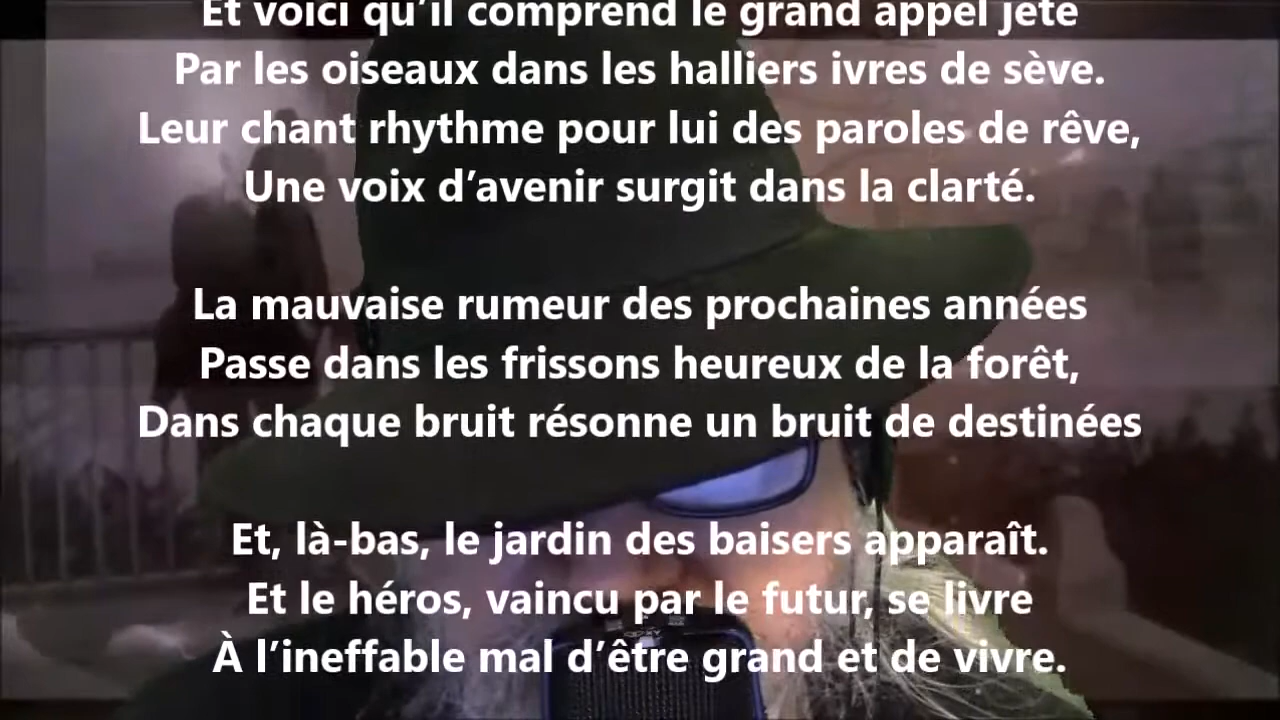 Et voici qu’il comprend le grand appel jeté
Par les oiseaux dans les halliers ivres de sève.
Leur chant rhythme pour lui des paroles de rêve,
Une voix d’avenir surgit dans la clarté.
La mauvaise rumeur des prochaines années
Passe dans les frissons heureux de la forêt,
Dans chaque bruit résonne un bruit de destinées
Et, là-bas, le jardin des baisers apparaît.
Et le héros, vaincu par le futur, se livre
À l’ineffable mal d’être grand et de vivre.